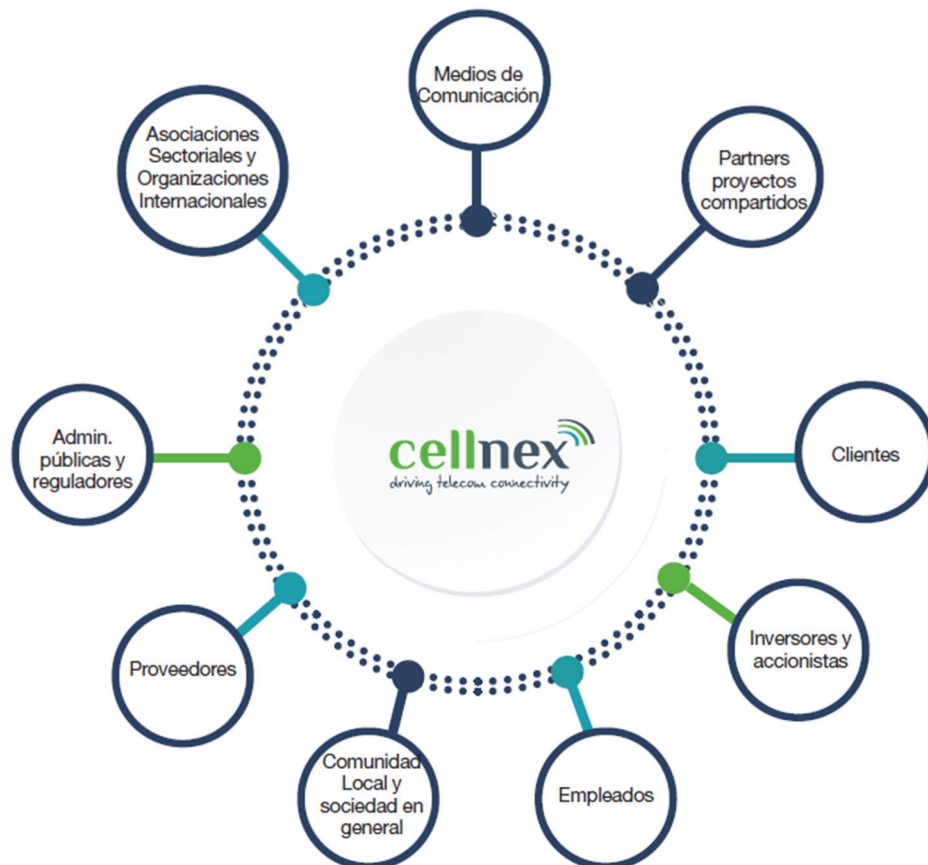 Medios de
Comunicación
Partners
proyectos
compartidos
Clientes
Inversores y
accionistas
Empleados
Comunidad
Local y
sociedad en
general
Proveedores
Admin.
públicas y
reguladores
Asociaciones
Sectoriales y
Organizaciones
Internacionales
cellnex
driving telecom connectivity